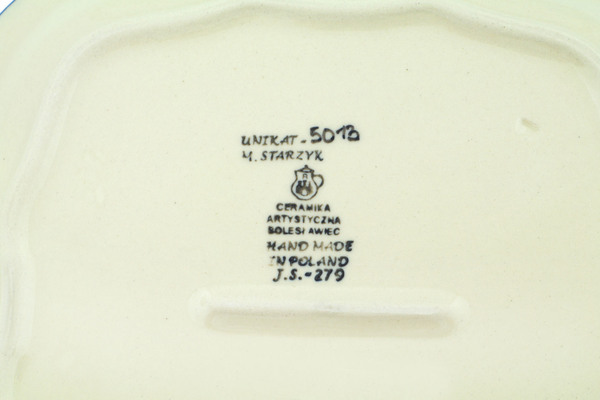 UNIKAT-5013
M. STARZYK
CERAMIKA
ARTYSTYCZNA
BOLESŁAWIEC
HAND MADE
IN POLAND
J.S.-279